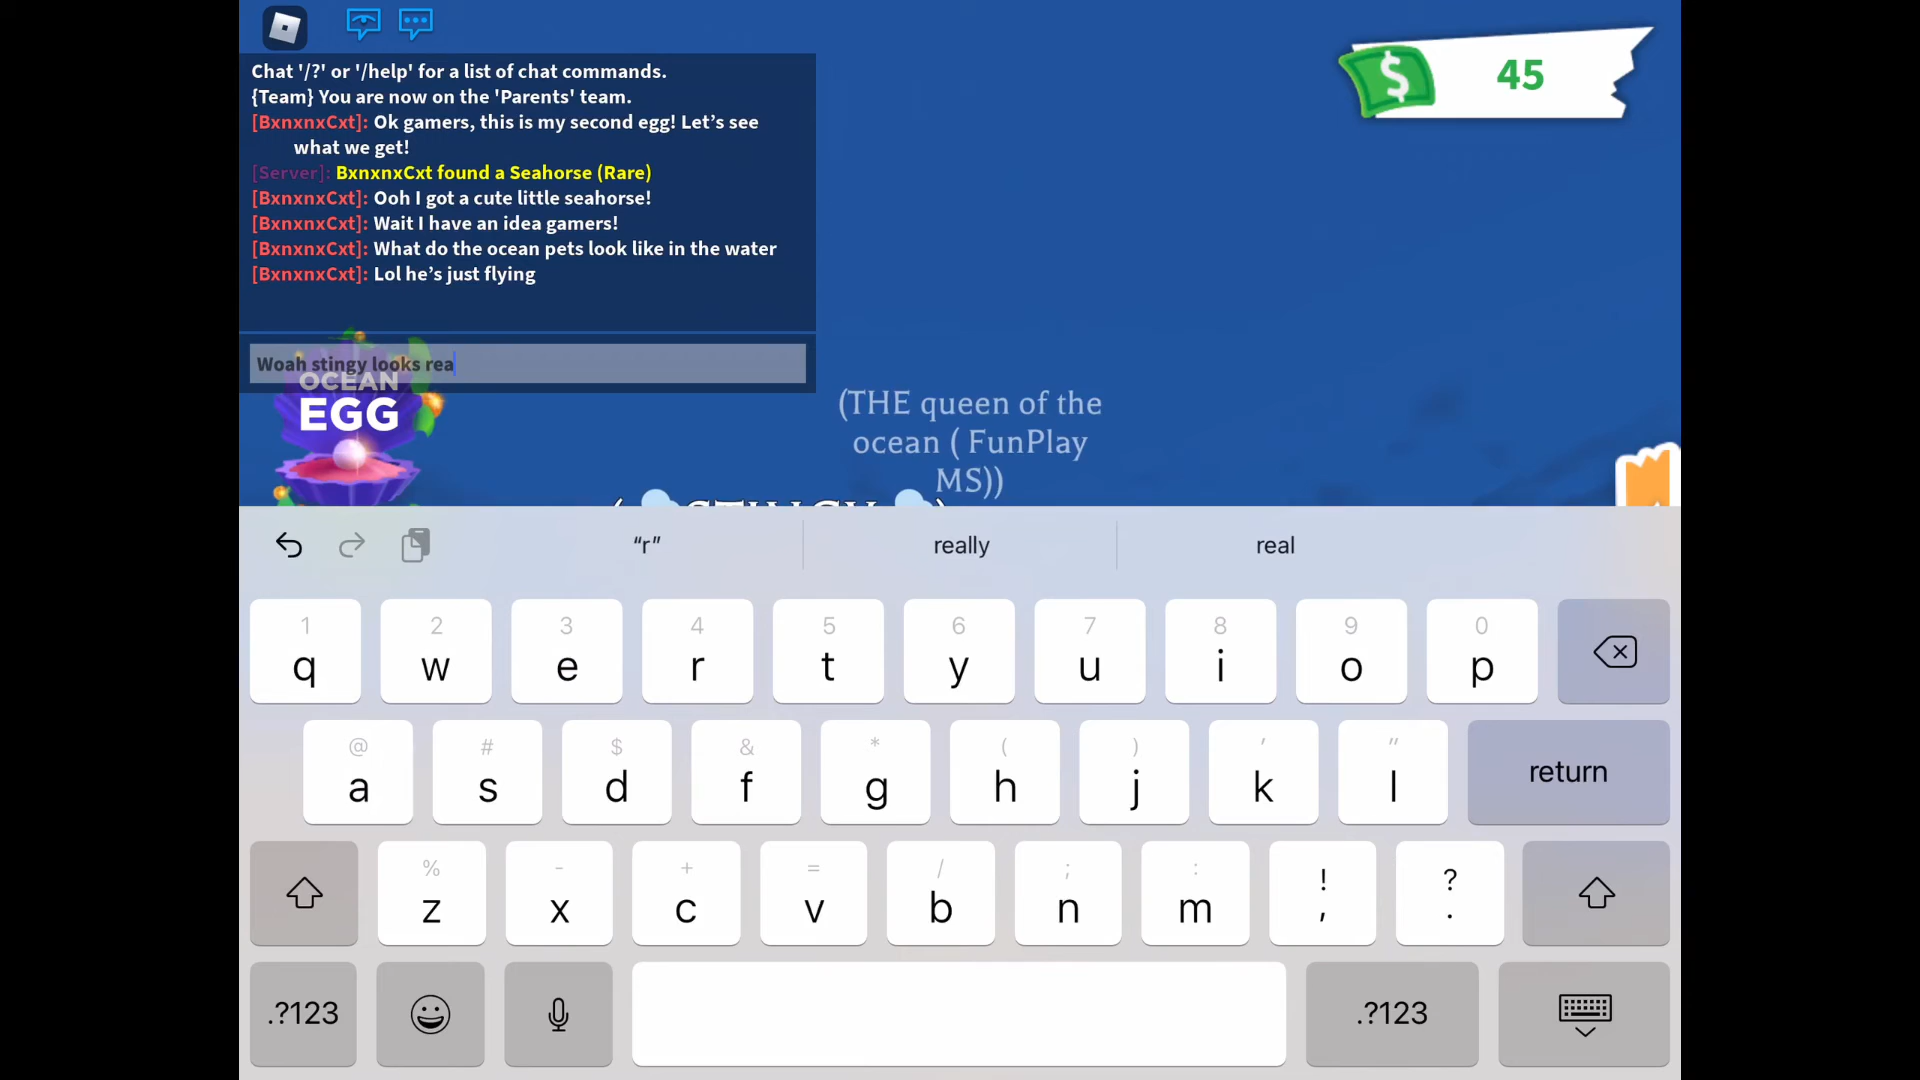 Chat '/?' or '/help' for a list of chat commands.
{Team} You are now on the 'Parents' team.
[BxnxnxCxt]: Ok gamers, this is my second egg! Let’s see
what we get!
[Server]: BxnxnxCxt found a Seahorse (Rare)
[BxnxnxCxt]: Ooh I got a cute little seahorse!
[BxnxnxCxt]: Wait I have an idea gamers!
[BxnxnxCxt]: What do the ocean pets look like in the water
[BxnxnxCxt]: Lol he’s just flying
$ 45
Woah stingy looks rea
OCEAN
EGG
(THE queen of the
ocean ( FunPlay
MS))
“r” really real
1 2 3 4 5 6 7 8 9 0
q w e r t y u i o p
@ # $ & * ( ) ' "
a s d f g h j k l return
% - + = / ; : ! ?
z x c v b n m , .
.?123 .?123